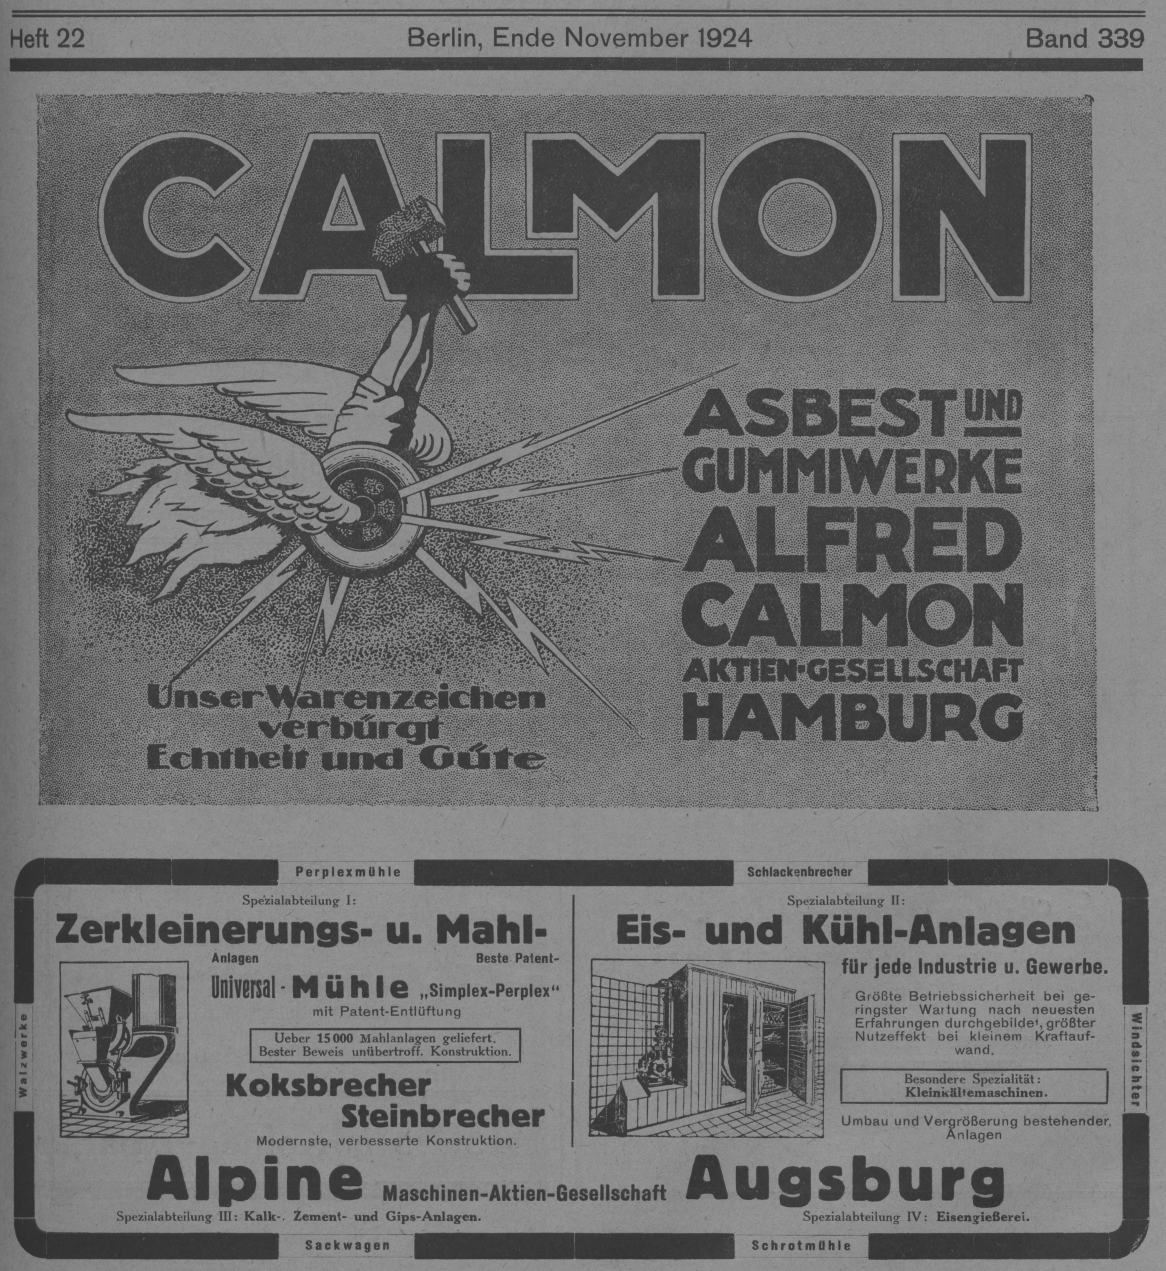 Heft 22
Berlin, Ende November 1924
Band 339
CALMON
ASBEST UND
GUMMIWERKE
ALFRED
CALMON
AKTIEN-GESELLSCHAFT
HAMBURG
Unser Warenzeichen
verbürgt
Echtheit und Güte
Perplexmühle
Schlackenbrecher
Walzwerke
Spezialabteilung I:
Zerkleinerungs- u. Mahl-
Anlagen
Beste Patent-
Universal - Mühle „Simplex-Perplex“
mit Patent-Entlüftung
Ueber 15000 Mahlanlagen geliefert.
Bester Beweis unübertroff. Konstruktion.
Koksbrecher
Steinbrecher
Modernste, verbesserte Konstruktion.
Spezialabteilung II:
Eis- und Kühl-Anlagen
für jede Industrie u. Gewerbe.
Größte Betriebssicherheit bei ge-
ringster Wartung nach neuesten
Erfahrungen durchgebildet, größter
Nutzeffekt bei kleinem Kraftauf-
wand.
Besondere Spezialität:
Kleinkältemaschinen.
Umbau und Vergrößerung bestehender
Anlagen
Windsichter
Alpine Maschinen-Aktien-Gesellschaft Augsburg
Spezialabteilung III: Kalk-, Zement- und Gips-Anlagen.
Spezialabteilung IV: Eisengießerei.
Sackwagen
Schrotmühle